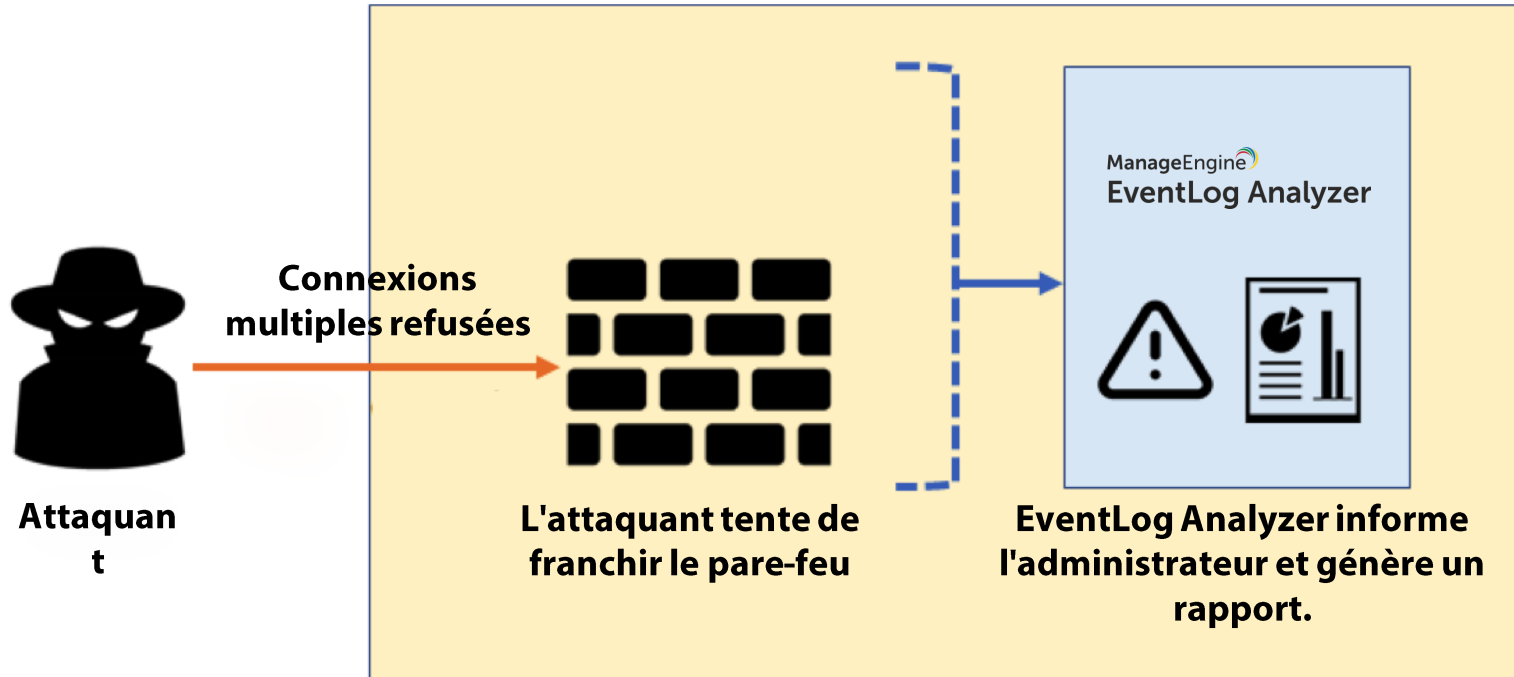 ManageEngine
EventLog Analyzer
Connexions
multiples refusées
Attaquan
t
L'attaquant tente de
franchir le pare-feu
EventLog Analyzer informe
l'administrateur et génère un
rapport.